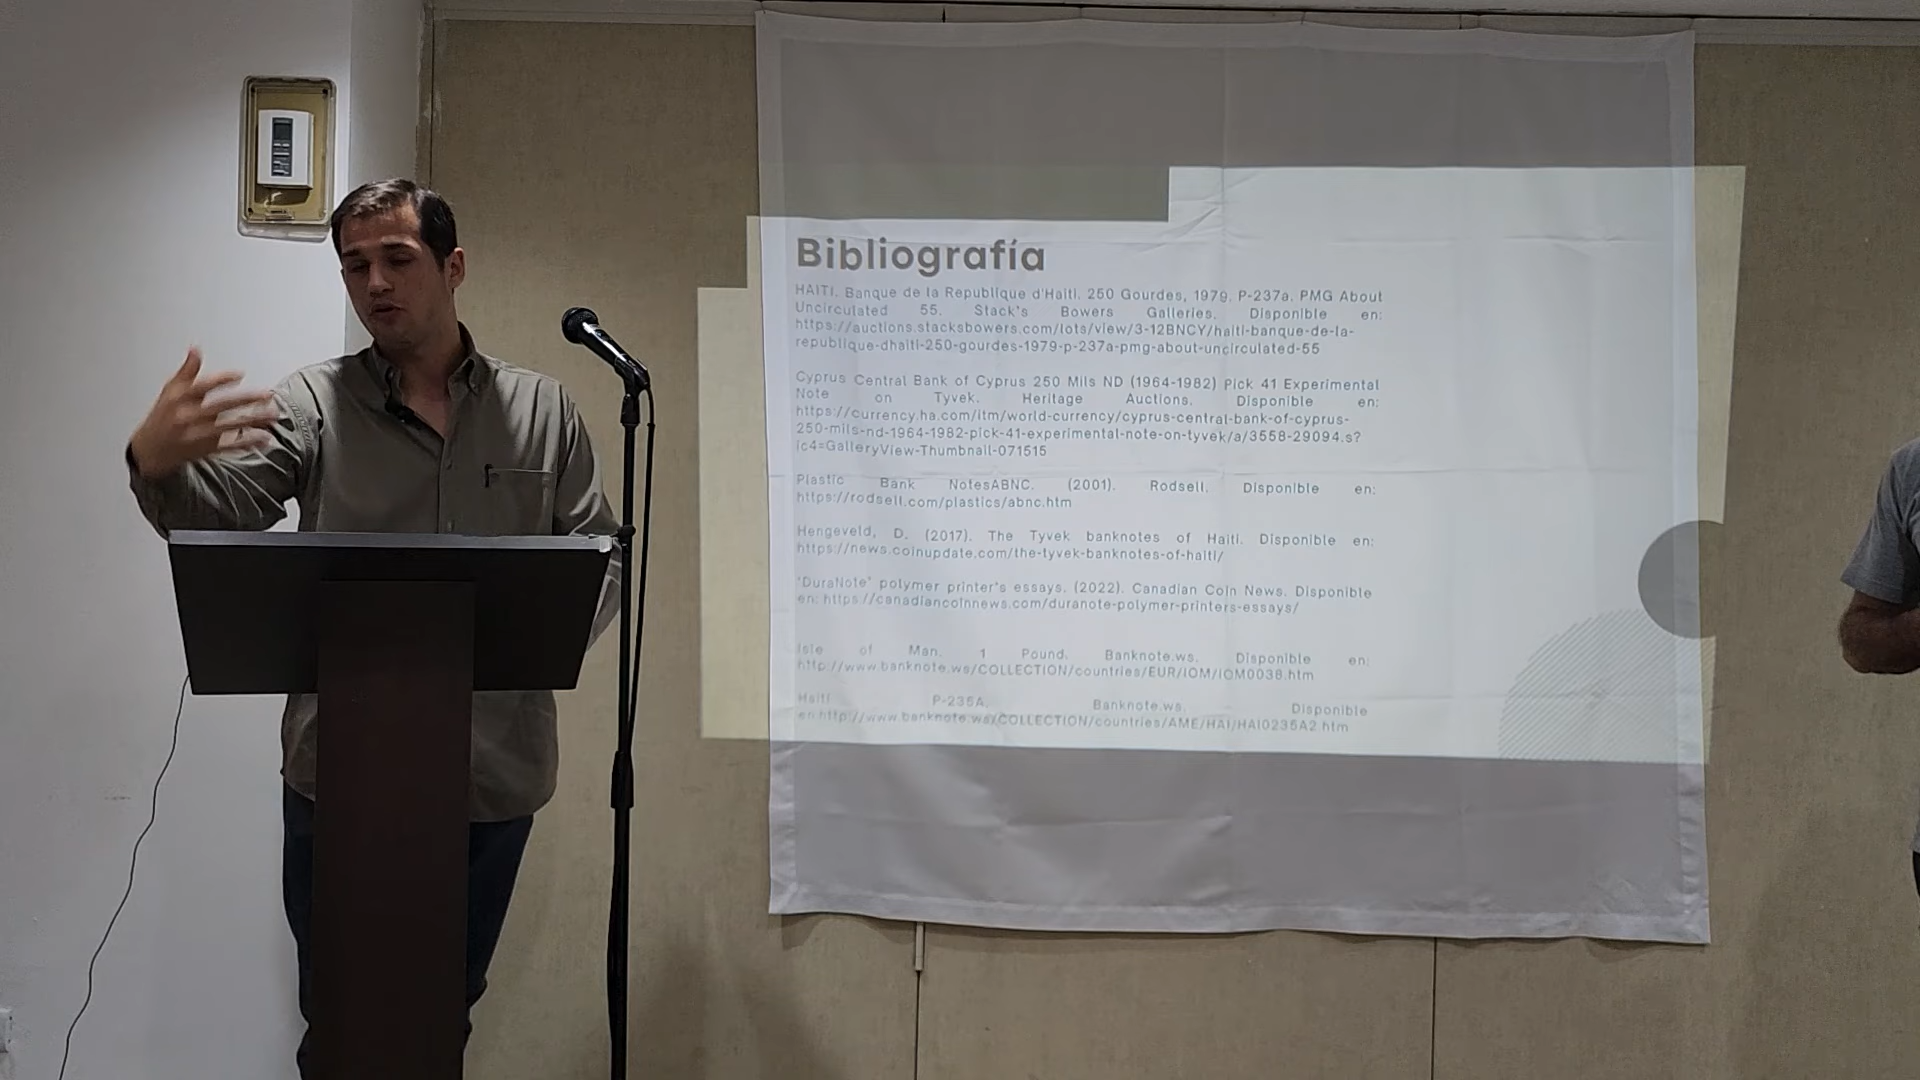 Bibliografía
HAITI. Banque de la Republique d'Haiti. 250 Gourdes, 1979. P-237a. PMG About
Uncirculated 55. Stack's Bowers Galleries. Disponible en:
https://auctions.stacksbowers.com/lots/view/3-12BNCY/haiti-banque-de-la-
republique-dhaiti-250-gourdes-1979-p-237a-pmg-about-uncirculated-55
Cyprus Central Bank of Cyprus 250 Mils ND (1964-1982) Pick 41 Experimental
Note on Tyvek. Heritage Auctions. Disponible en:
https://currency.ha.com/itm/world-currency/cyprus-central-bank-of-cyprus-
250-mils-nd-1964-1982-pick-41-experimental-note-on-tyvek/a/3558-29094.s?
ic4=GalleryView-Thumbnail-071515
Plastic Bank NotesABNC. (2001). Rodsell. Disponible en:
https://rodsell.com/plastics/abnc.htm
Hengeveld, D. (2017). The Tyvek banknotes of Haiti. Disponible en:
https://news.coinupdate.com/the-tyvek-banknotes-of-haiti/
'DuraNote' polymer printer's essays. (2022). Canadian Coin News. Disponible
en: https://canadiancoinnews.com/duranote-polymer-printers-essays/
Isle of Man. 1 Pound. Banknote.ws. Disponible en:
http://www.banknote.ws/COLLECTION/countries/EUR/IOM/IOM0038.htm
Haiti P-235A. Banknote.ws. Disponible
en:http://www.banknote.ws/COLLECTION/countries/AME/HAI/HAI0235A2.htm